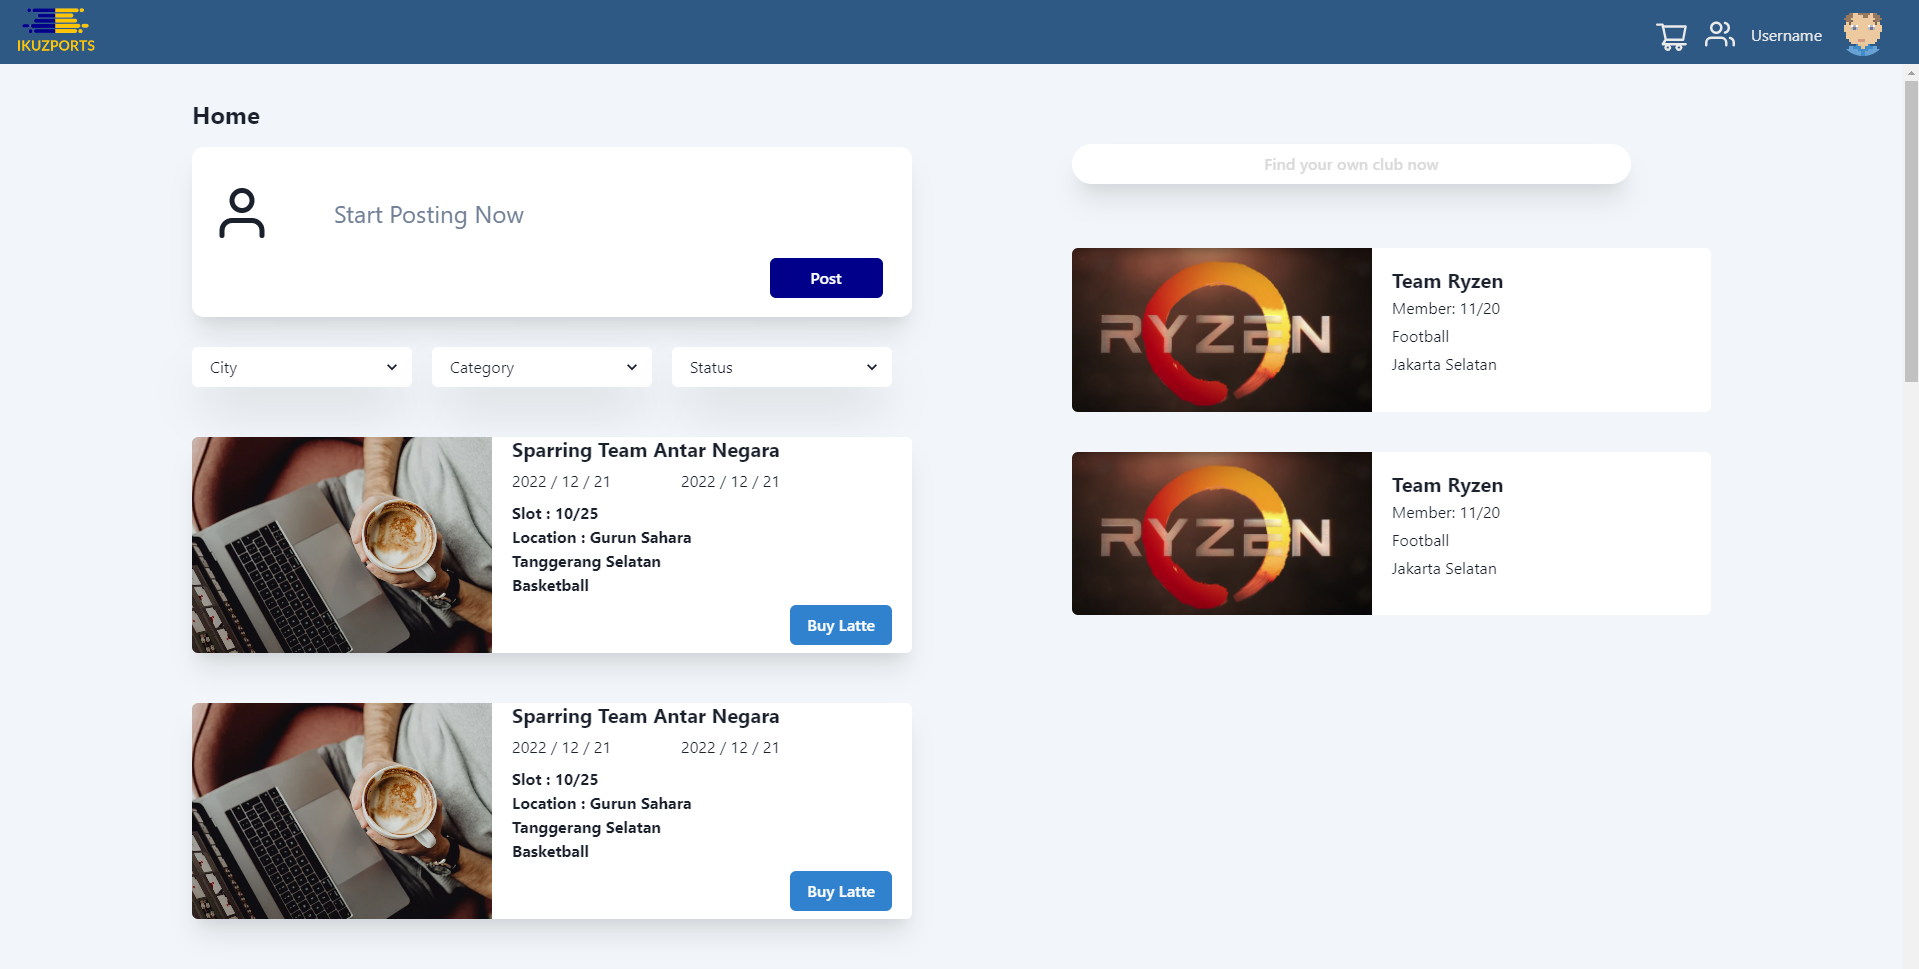 IKUZPORTS
Username
Home
Start Posting Now
Post
City
Category
Status
Sparring Team Antar Negara
2022 / 12 / 21 2022 / 12 / 21
Slot : 10/25
Location : Gurun Sahara
Tanggerang Selatan
Basketball
Buy Latte
Sparring Team Antar Negara
2022 / 12 / 21 2022 / 12 / 21
Slot : 10/25
Location : Gurun Sahara
Tanggerang Selatan
Basketball
Buy Latte
Find your own club now
RYZEN
Team Ryzen
Member: 11/20
Football
Jakarta Selatan
RYZEN
Team Ryzen
Member: 11/20
Football
Jakarta Selatan